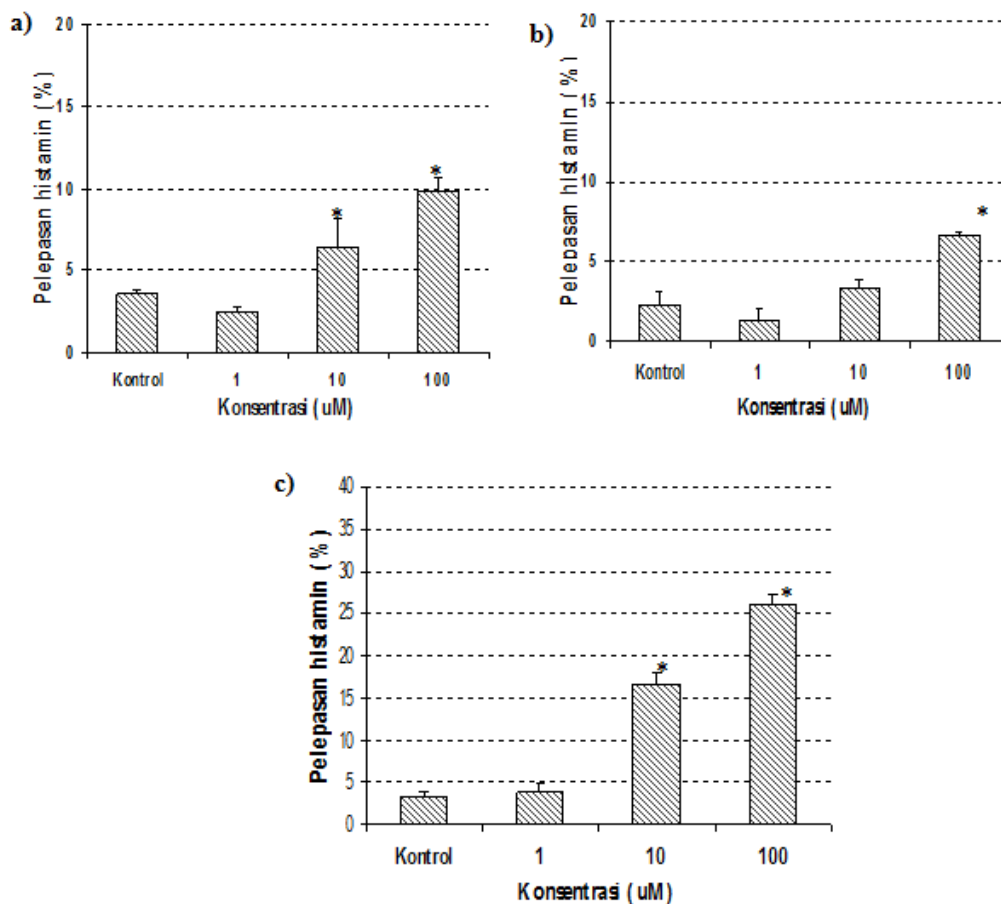 a)
20
15
10
5
0
Pelepasan histamin (%)
*
*
Kontrol 1 10 100
Konsentrasi (uM)
b)
20
15
10
5
0
Pelepasan histamin (%)
*
Kontrol 1 10 100
Konsentrasi (uM)
c)
40
35
30
25
20
15
10
5
0
Pelepasan histamin (%)
*
*
Kontrol 1 10 100
Konsentrasi (uM)